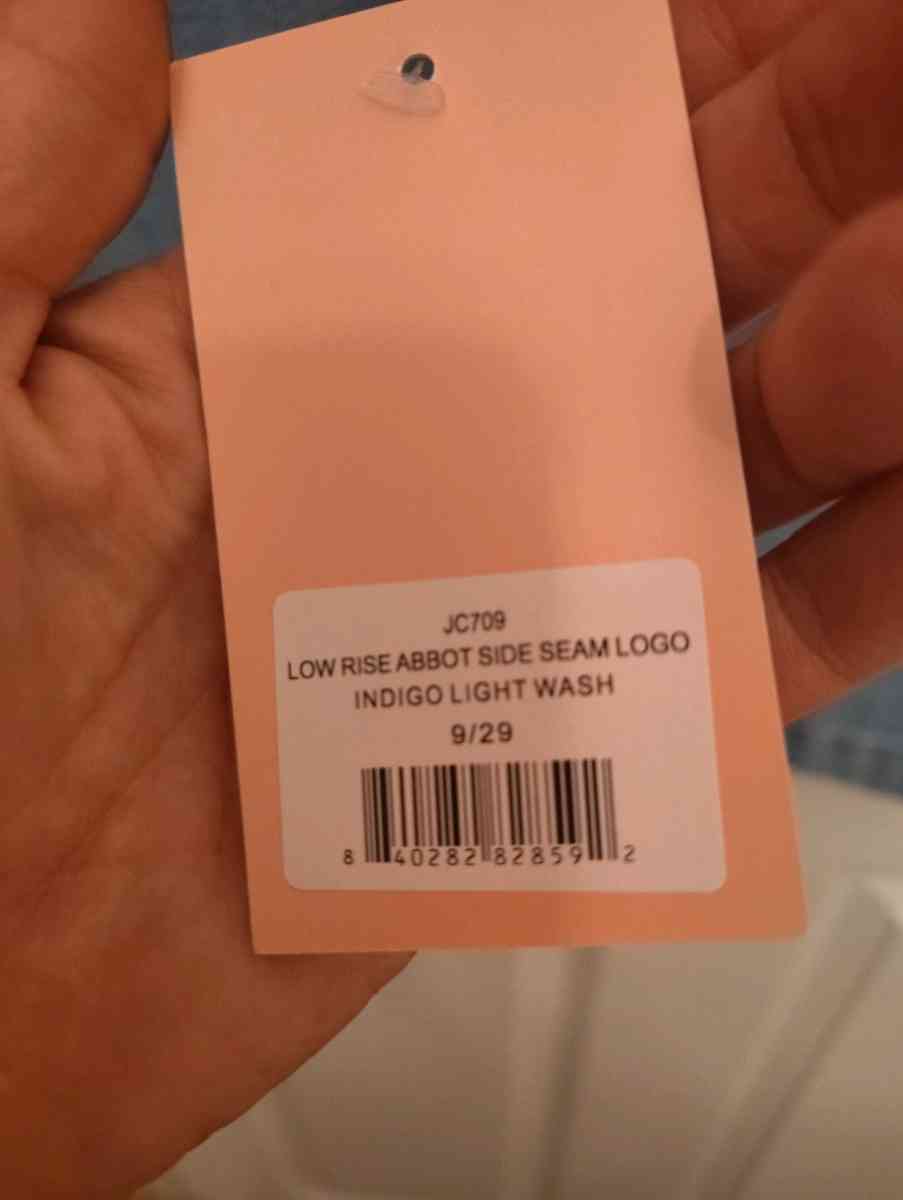 JC709
LOW RISE ABBOT SIDE SEAM LOGO
INDIGO LIGHT WASH
9/29
8 40282 82859 2